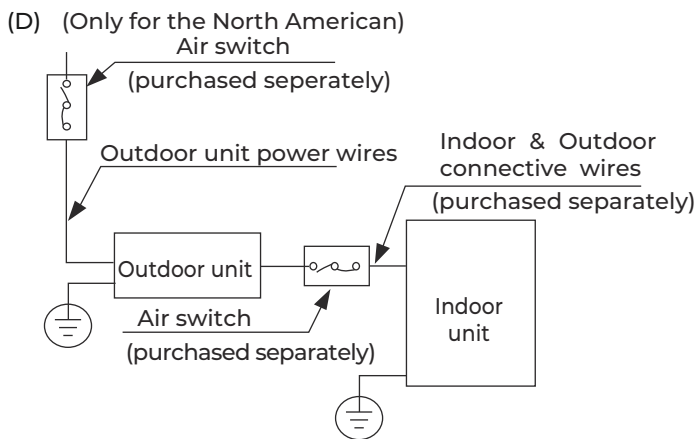 (D) (Only for the North American)
Air switch
(purchased seperately)
Outdoor unit power wires
Indoor & Outdoor
connective wires
(purchased separately)
Outdoor unit
Indoor
unit
Air switch
(purchased separately)